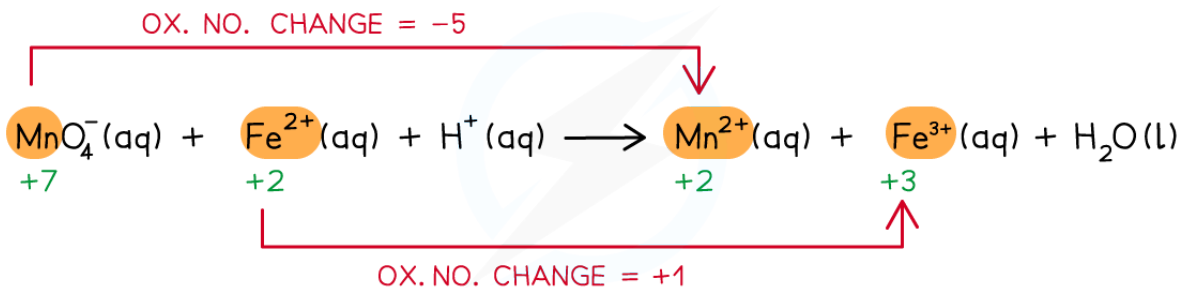 OX. NO. CHANGE = −5
MnO₄⁻(aq) + Fe²⁺(aq) + H⁺(aq) ⟶ Mn²⁺(aq) + Fe³⁺(aq) + H₂O(l)
+7 +2 +2 +3
OX. NO. CHANGE = +1